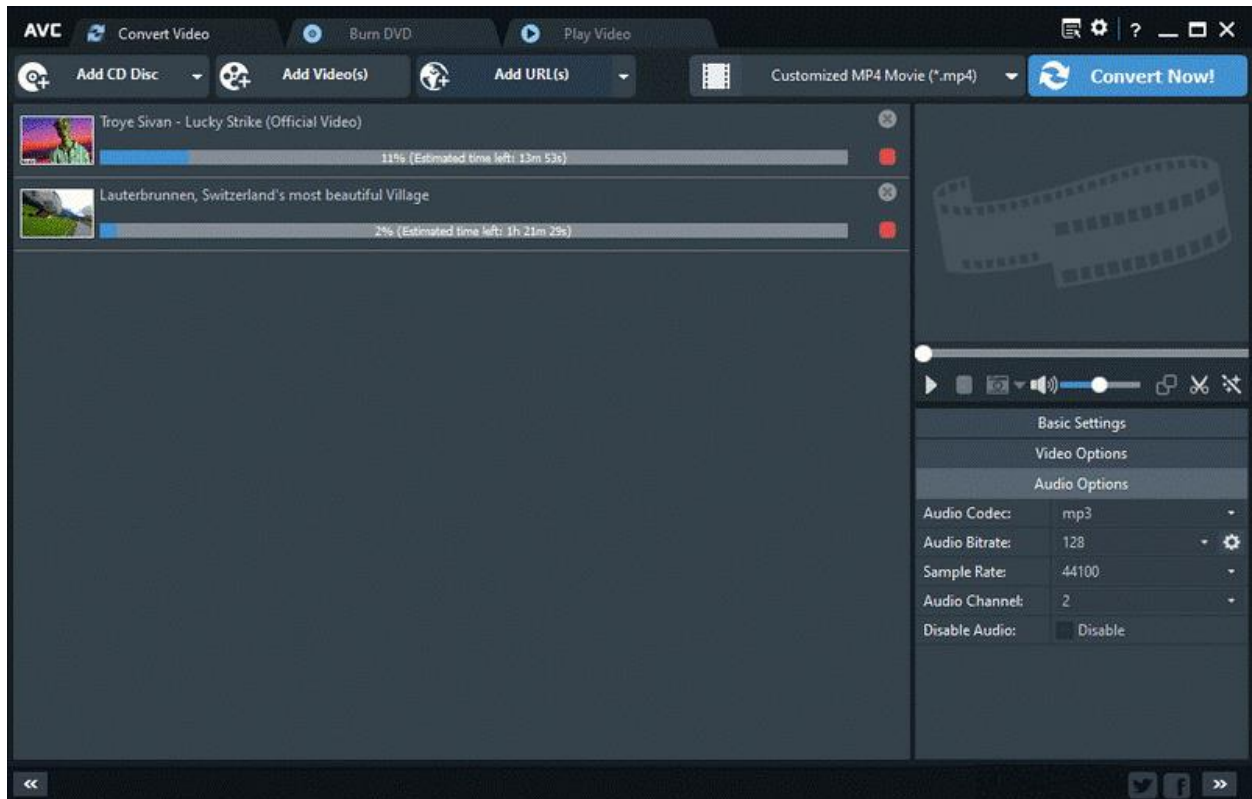 AVC Convert Video Burn DVD Play Video ?
Add CD Disc Add Video(s) Add URL(s) Customized MP4 Movie (*.mp4) Convert Now!
Troye Sivan - Lucky Strike (Official Video)
11% (Estimated time left: 13m 53s)
Lauterbrunnen, Switzerland's most beautiful Village
2% (Estimated time left: 1h 21m 29s)
Basic Settings
Video Options
Audio Options
Audio Codec: mp3
Audio Bitrate: 128
Sample Rate: 44100
Audio Channel: 2
Disable Audio: Disable